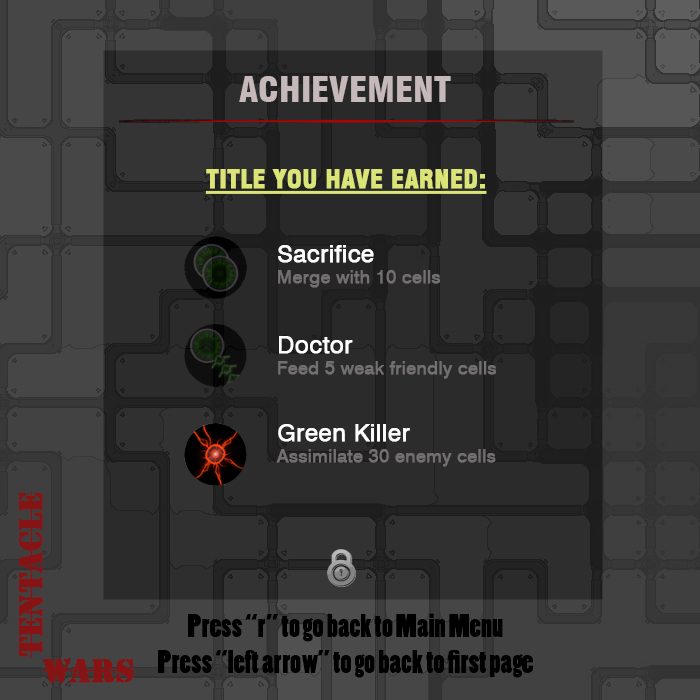 ACHIEVEMENT
TITLE YOU HAVE EARNED:
Sacrifice
Merge with 10 cells
Doctor
Feed 5 weak friendly cells
Green Killer
Assimilate 30 enemy cells
TENTACLE
WARS
Press "r" to go back to Main Menu
Press "left arrow" to go back to first page